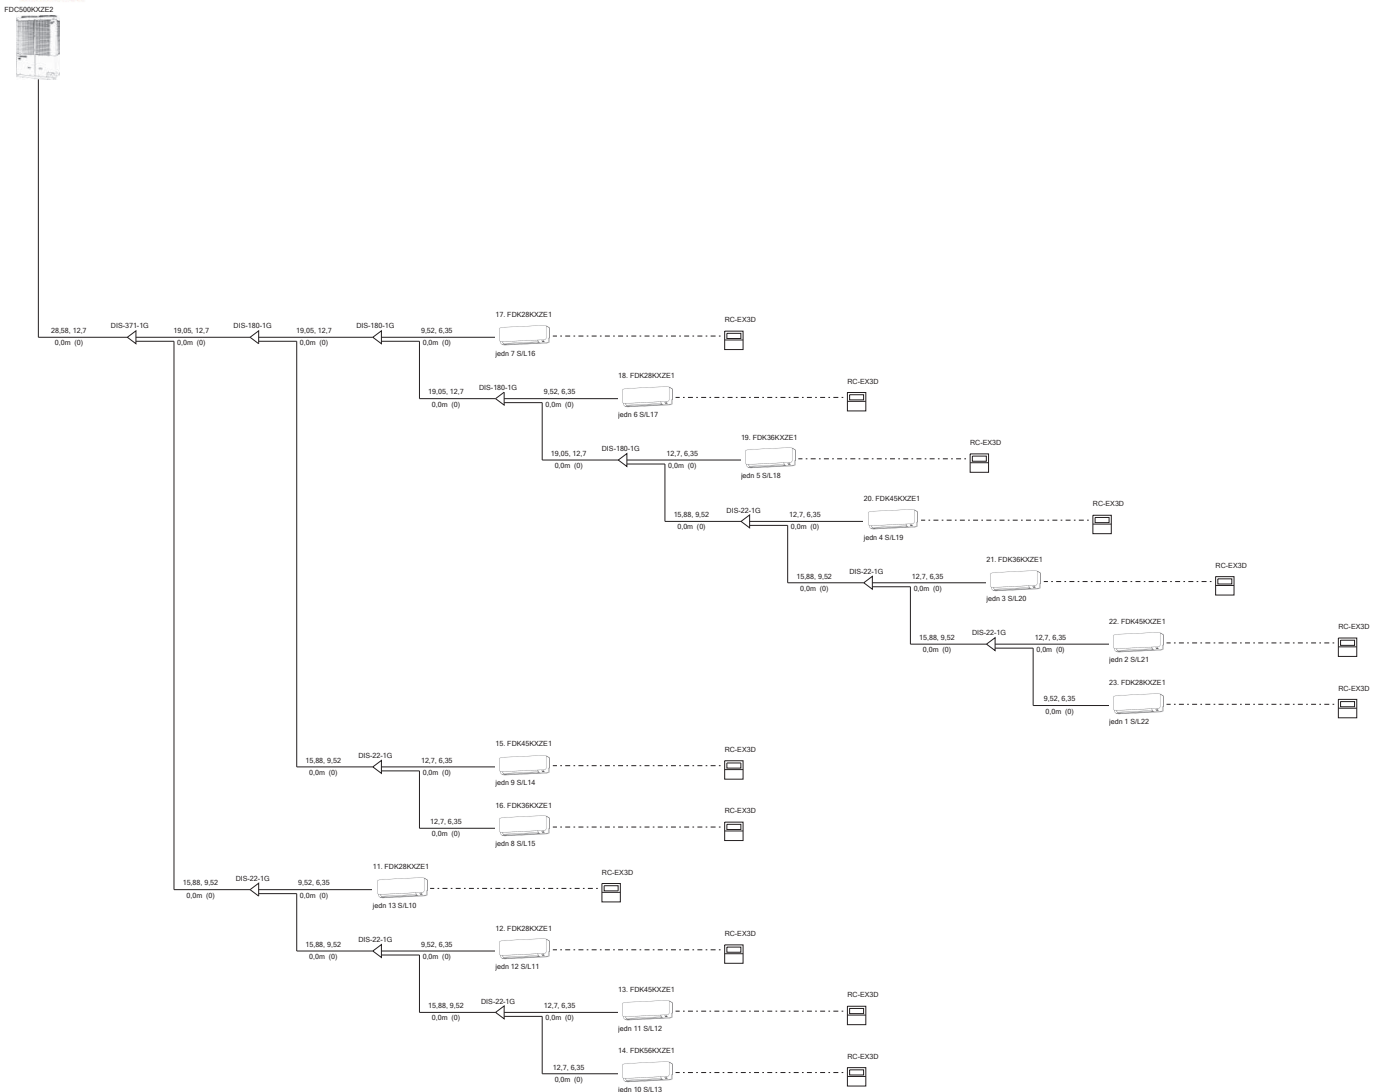 FDC500KXZE2
17. FDK28KXZE1
RC-EX3D
28,58, 12,7
DIS-371-1G
19,05, 12,7
DIS-180-1G
19,05, 12,7
DIS-180-1G
9,52, 6,35
0,0m (0)
0,0m (0)
0,0m (0)
0,0m (0)
jedn 7 S/L16
18. FDK28KXZE1
RC-EX3D
19,05, 12,7
DIS-180-1G
9,52, 6,35
0,0m (0)
0,0m (0)
jedn 6 S/L17
19. FDK36KXZE1
RC-EX3D
19,05, 12,7
DIS-180-1G
12,7, 6,35
0,0m (0)
0,0m (0)
jedn 5 S/L18
20. FDK45KXZE1
RC-EX3D
15,88, 9,52
DIS-22-1G
12,7, 6,35
0,0m (0)
0,0m (0)
jedn 4 S/L19
21. FDK36KXZE1
RC-EX3D
15,88, 9,52
DIS-22-1G
12,7, 6,35
0,0m (0)
0,0m (0)
jedn 3 S/L20
22. FDK45KXZE1
RC-EX3D
15,88, 9,52
DIS-22-1G
12,7, 6,35
0,0m (0)
0,0m (0)
jedn 2 S/L21
23. FDK28KXZE1
RC-EX3D
9,52, 6,35
0,0m (0)
jedn 1 S/L22
15. FDK45KXZE1
RC-EX3D
15,88, 9,52
DIS-22-1G
12,7, 6,35
0,0m (0)
0,0m (0)
jedn 9 S/L14
16. FDK36KXZE1
RC-EX3D
12,7, 6,35
0,0m (0)
jedn 8 S/L15
11. FDK28KXZE1
RC-EX3D
15,88, 9,52
DIS-22-1G
9,52, 6,35
0,0m (0)
0,0m (0)
jedn 13 S/L10
12. FDK28KXZE1
RC-EX3D
15,88, 9,52
DIS-22-1G
9,52, 6,35
0,0m (0)
0,0m (0)
jedn 12 S/L11
13. FDK45KXZE1
RC-EX3D
15,88, 9,52
DIS-22-1G
12,7, 6,35
0,0m (0)
0,0m (0)
jedn 11 S/L12
14. FDK56KXZE1
RC-EX3D
12,7, 6,35
0,0m (0)
jedn 10 S/L13